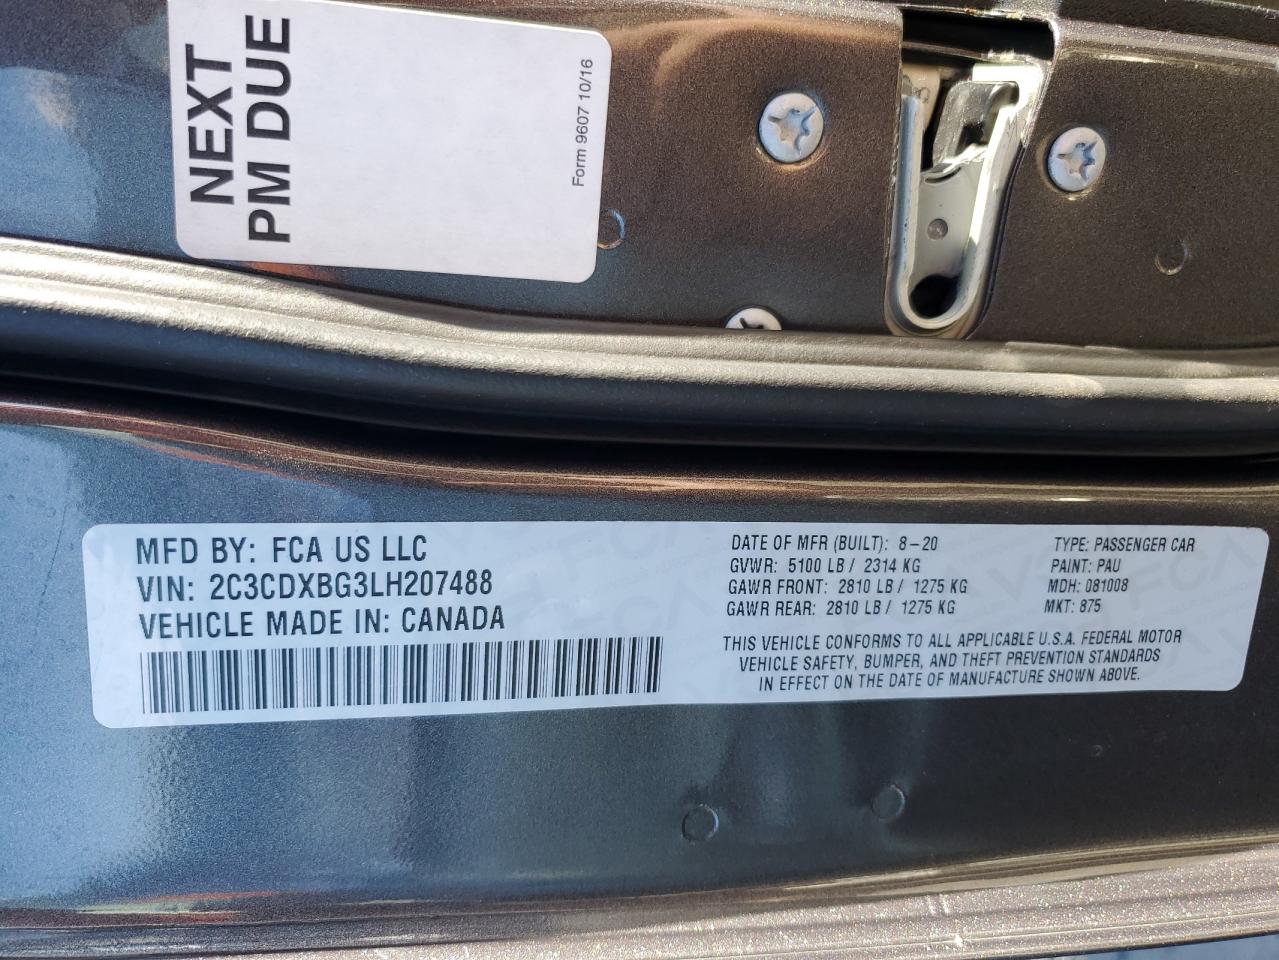 NEXT
PM DUE
Form 9607 10/16
MFD BY: FCA US LLC
VIN: 2C3CDXBG3LH207488
VEHICLE MADE IN: CANADA
DATE OF MFR (BUILT): 8-20
GVWR: 5100 LB / 2314 KG
GAWR FRONT: 2810 LB / 1275 KG
GAWR REAR: 2810 LB / 1275 KG
TYPE: PASSENGER CAR
PAINT: PAU
MDH: 081008
MKT: 875
THIS VEHICLE CONFORMS TO ALL APPLICABLE U.S.A. FEDERAL MOTOR
VEHICLE SAFETY, BUMPER, AND THEFT PREVENTION STANDARDS
IN EFFECT ON THE DATE OF MANUFACTURE SHOWN ABOVE.